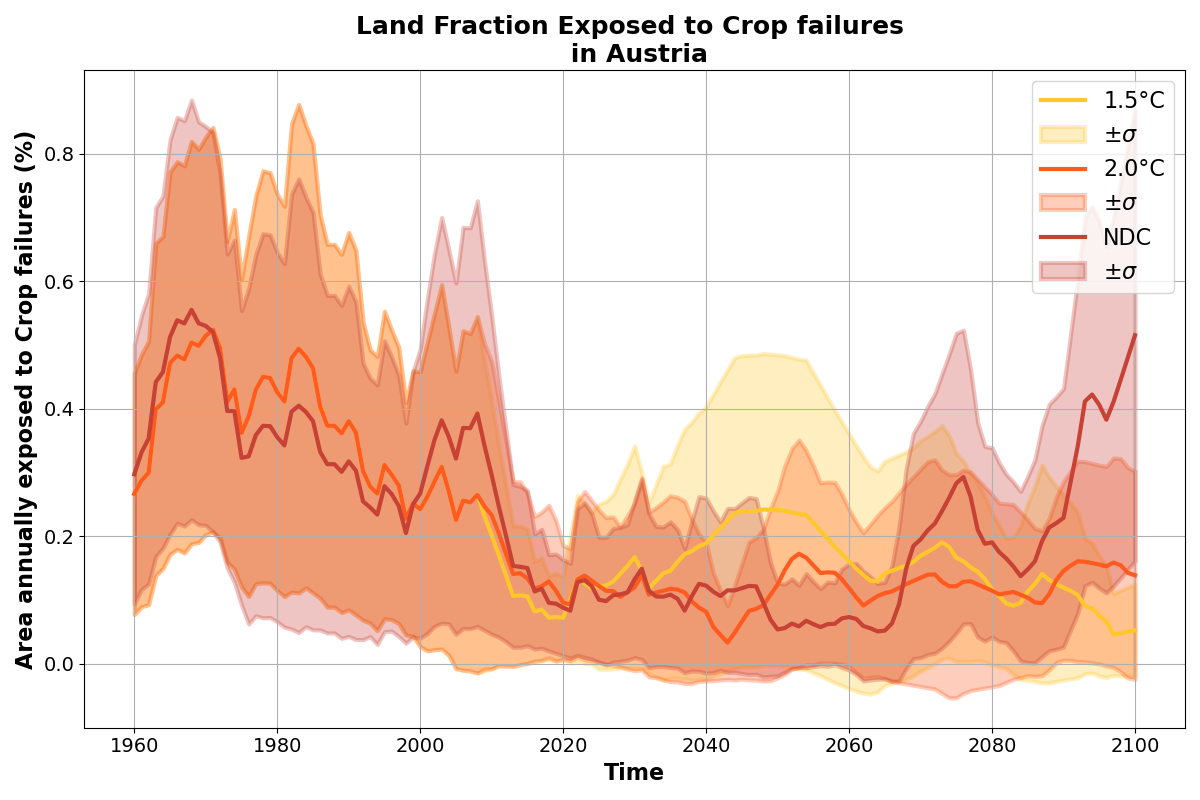 Land Fraction Exposed to Crop failures
in Austria
Area annually exposed to Crop failures (%)
0.8
0.6
0.4
0.2
0.0
1.5°C
±σ
2.0°C
±σ
NDC
±σ
1960 1980 2000 2020 2040 2060 2080 2100
Time